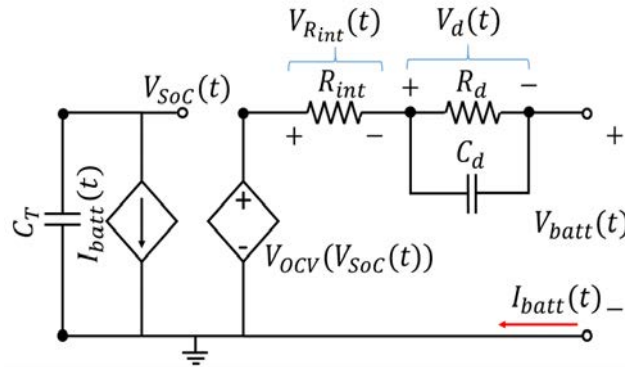 V_{R_{int}}(t) V_d(t)
V_{SoC}(t) R_{int} + R_d −
+ − +
C_d
C_T I_{batt}(t) + - V_{batt}(t)
V_{OCV}(V_{SoC}(t))
I_{batt}(t) −